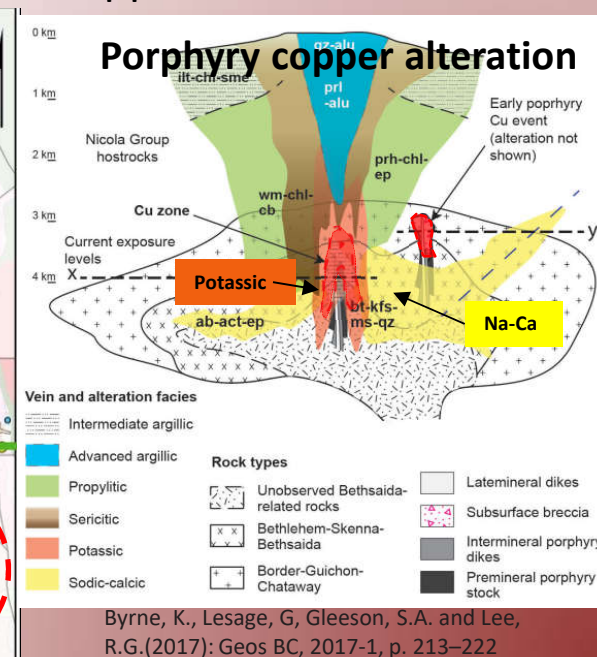 Porphyry copper alteration
0 km
qz-alu
ilt-chl-sme
1 km
prl
-alu
Early poprhyry
Cu event
(alteration not
shown)
Nicola Group
hostrocks
2 km
prh-chl-
ep
wm-chl-
cb
Cu zone
3 km
y
Current exposure
levels
x
4 km
Potassic
bt-kfs-
ms-qz
Na-Ca
ab-act-ep
Vein and alteration facies
Intermediate argillic
Advanced argillic
Propylitic
Sericitic
Potassic
Sodic-calcic
Rock types
Unobserved Bethsaida-
related rocks
Bethlehem-Skenna-
Bethsaida
Border-Guichon-
Chataway
Latemineral dikes
Subsurface breccia
Intermineral porphyry
dikes
Premineral porphyry
stock
Byrne, K., Lesage, G, Gleeson, S.A. and Lee,
R.G.(2017): Geos BC, 2017-1, p. 213–222